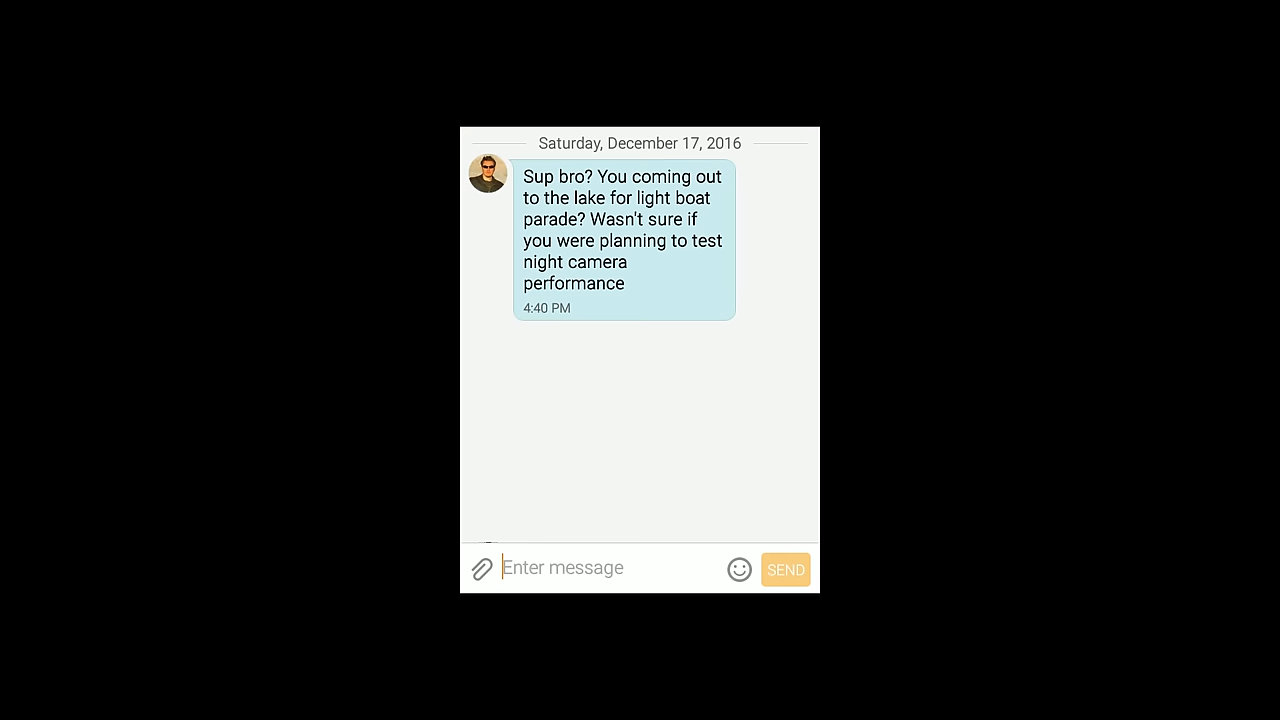 Saturday, December 17, 2016
Sup bro? You coming out
to the lake for light boat
parade? Wasn't sure if
you were planning to test
night camera
performance
4:40 PM
Enter message
SEND